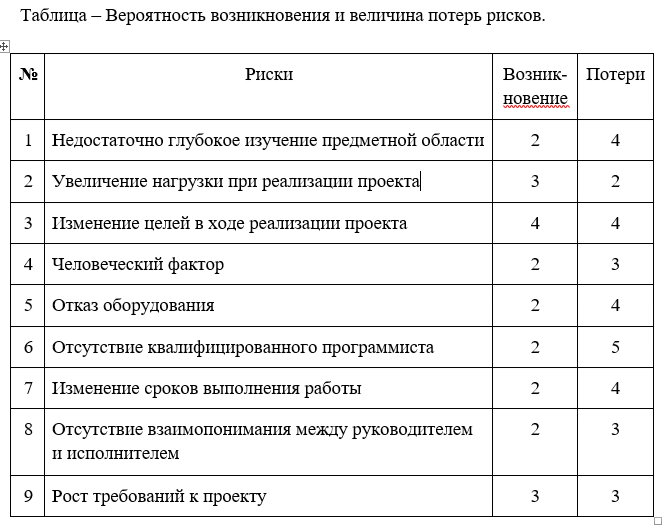 Таблица – Вероятность возникновения и величина потерь рисков.
№ Риски Возник- Потери
новение
1 Недостаточно глубокое изучение предметной области 2 4
2 Увеличение нагрузки при реализации проекта 3 2
3 Изменение целей в ходе реализации проекта 4 4
4 Человеческий фактор 2 3
5 Отказ оборудования 2 4
6 Отсутствие квалифицированного программиста 2 5
7 Изменение сроков выполнения работы 2 4
8 Отсутствие взаимопонимания между руководителем 2 3
и исполнителем
9 Рост требований к проекту 3 3